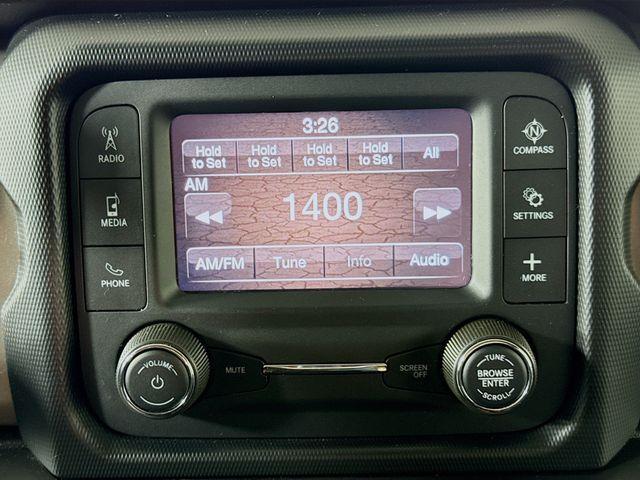 3:26
Hold to Set
Hold to Set
Hold to Set
Hold to Set
All
AM
1400
AM/FM Tune Info Audio
RADIO
MEDIA
PHONE
N
COMPASS
SETTINGS
MORE
VOLUME
MUTE
SCREEN OFF
TUNE
BROWSE
ENTER
SCROLL